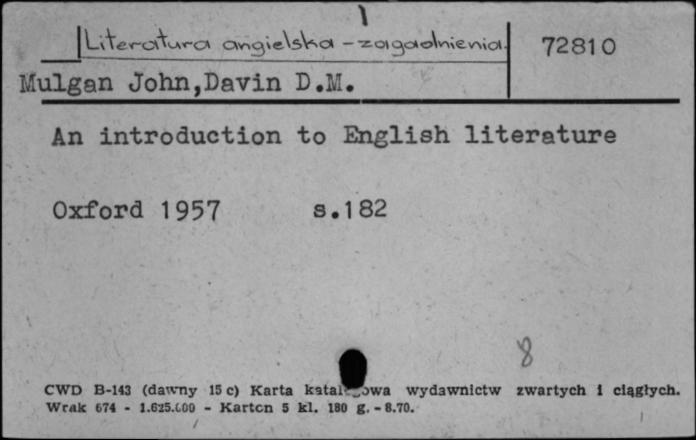 1
Literatura angielska - zagadnienia.
72810
Mulgan John,Davin D.M.
An introduction to English literature
Oxford 1957 s.182
8
CWD B-143 (dawny 15 c) Karta katalogowa wydawnictw zwartych i ciągłych.
Wrak 674 - 1.625.000 - Karton 5 kl. 180 g. - 8.70.